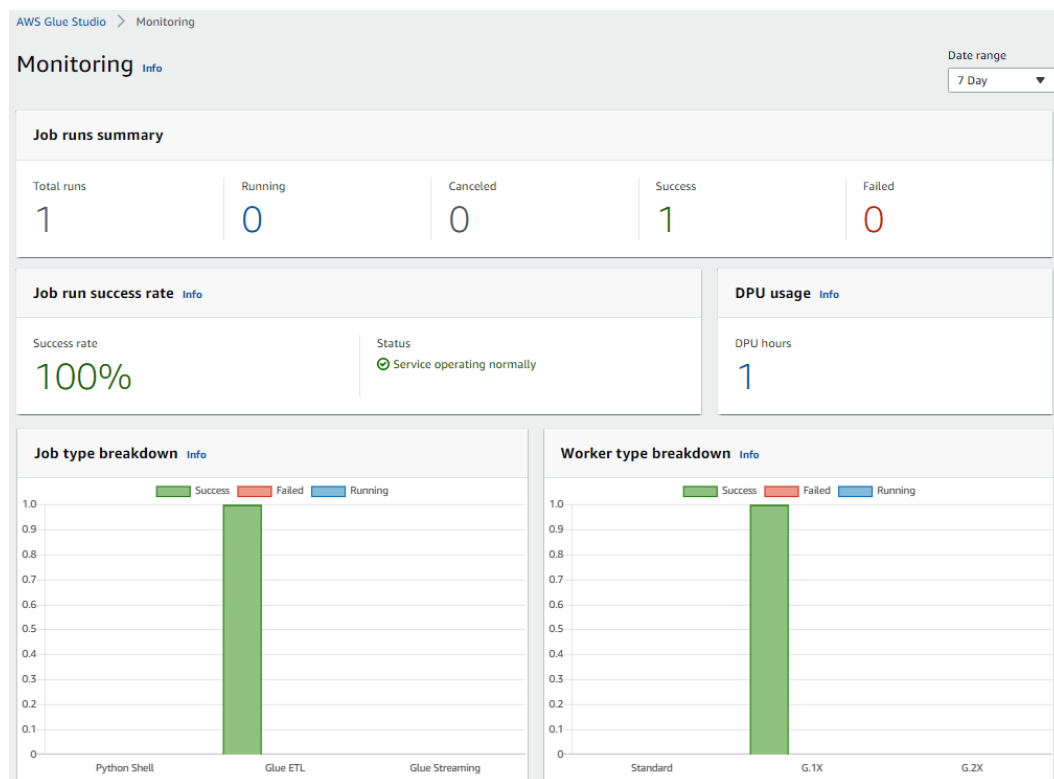 AWS Glue Studio > Monitoring
Monitoring Info
Date range
7 Day
Job runs summary
Total runs Running Canceled Success Failed
1 0 0 1 0
Job run success rate Info
DPU usage Info
Success rate Status DPU hours
Service operating normally
100% 1
Job type breakdown Info
Worker type breakdown Info
Success Failed Running
Success Failed Running
1.0
0.9
0.8
0.7
0.6
0.5
0.4
0.3
0.2
0.1
0
Python Shell Glue ETL Glue Streaming
1.0
0.9
0.8
0.7
0.6
0.5
0.4
0.3
0.2
0.1
0
Standard G.1X G.2X